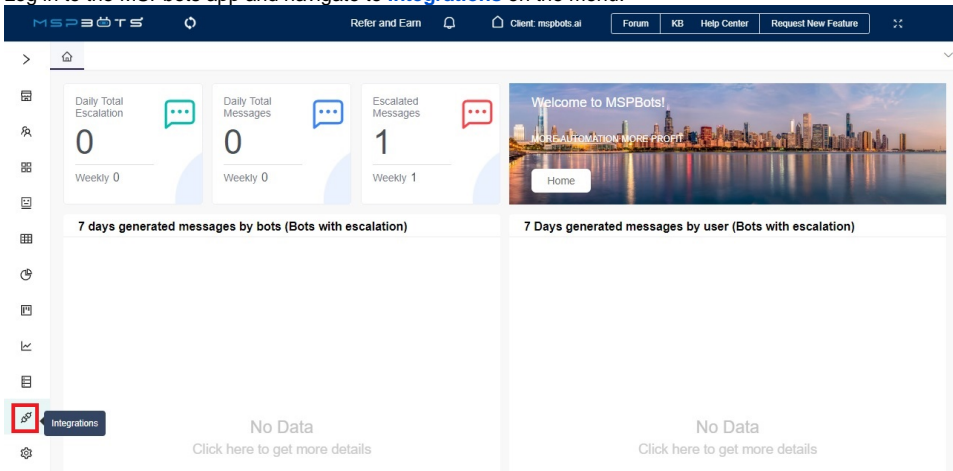 Log in to the MSPbots app and navigate to Integrations on the menu.
MSPBOTS
Refer and Earn
Client: mspbots.ai
Forum
KB
Help Center
Request New Feature
Daily Total
Escalation
0
Weekly 0
Daily Total
Messages
0
Weekly 0
Escalated
Messages
1
Weekly 1
Welcome to MSPBots!
MORE AUTOMATION MORE PROFIT
Home
7 days generated messages by bots (Bots with escalation)
No Data
Click here to get more details
7 Days generated messages by user (Bots with escalation)
No Data
Click here to get more details
Integrations